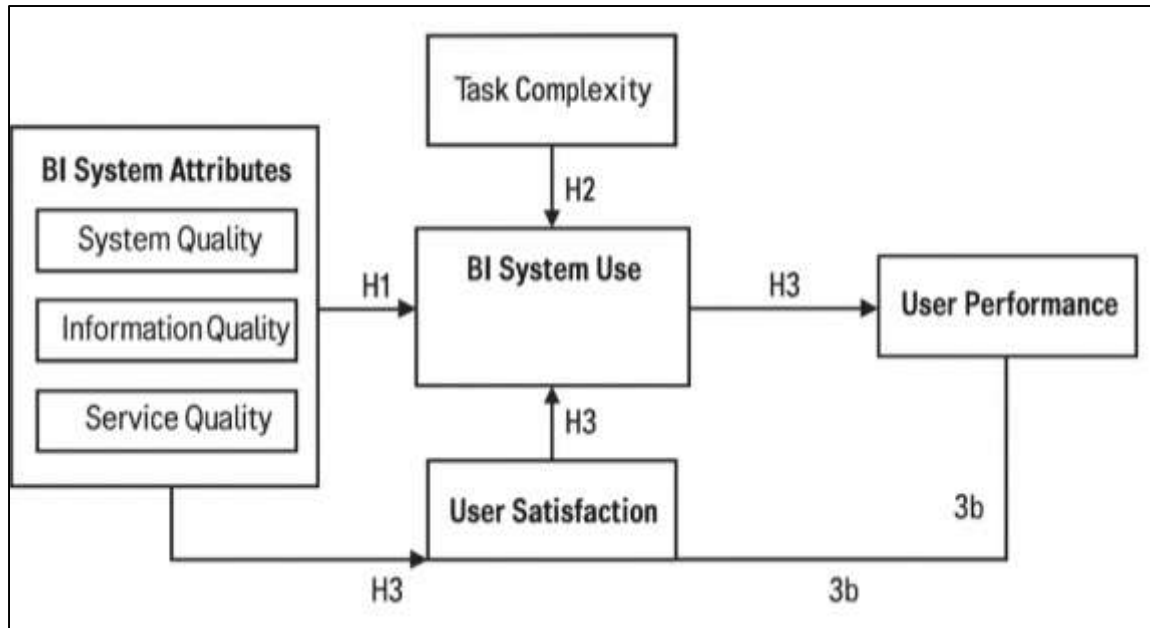 Task Complexity
BI System Attributes
System Quality
Information Quality
Service Quality
H2
H1
BI System Use
H3
User Performance
H3
User Satisfaction
H3
3b
3b